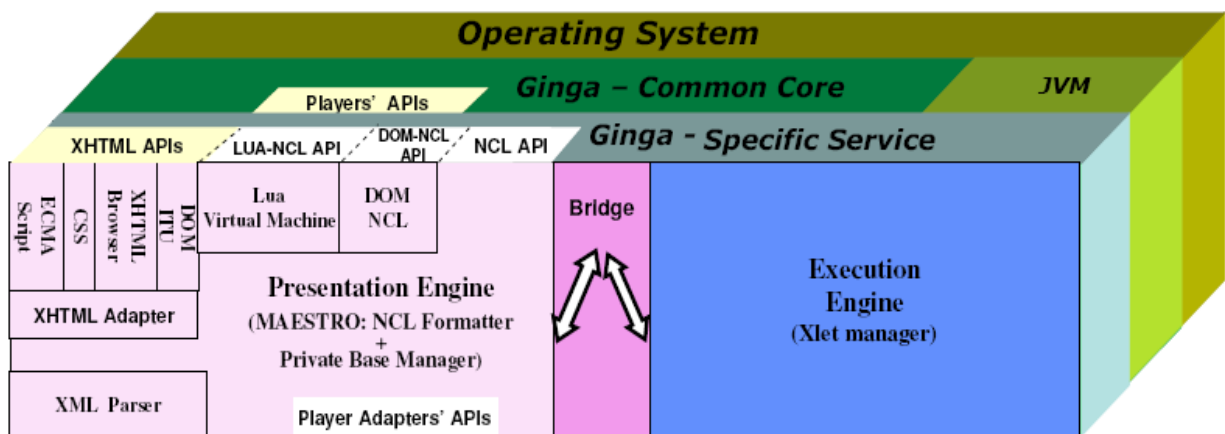 Operating System
Ginga – Common Core
JVM
Players' APIs
Ginga - Specific Service
XHTML APIs
LUA-NCL API
DOM-NCL
API
NCL API
ECMA
Script
CSS
XHTML
Browser
DOM
ITU
Lua
Virtual Machine
DOM
NCL
Bridge
XHTML Adapter
Presentation Engine
(MAESTRO: NCL Formatter
+
Private Base Manager)
Execution
Engine
(Xlet manager)
XML Parser
Player Adapters' APIs